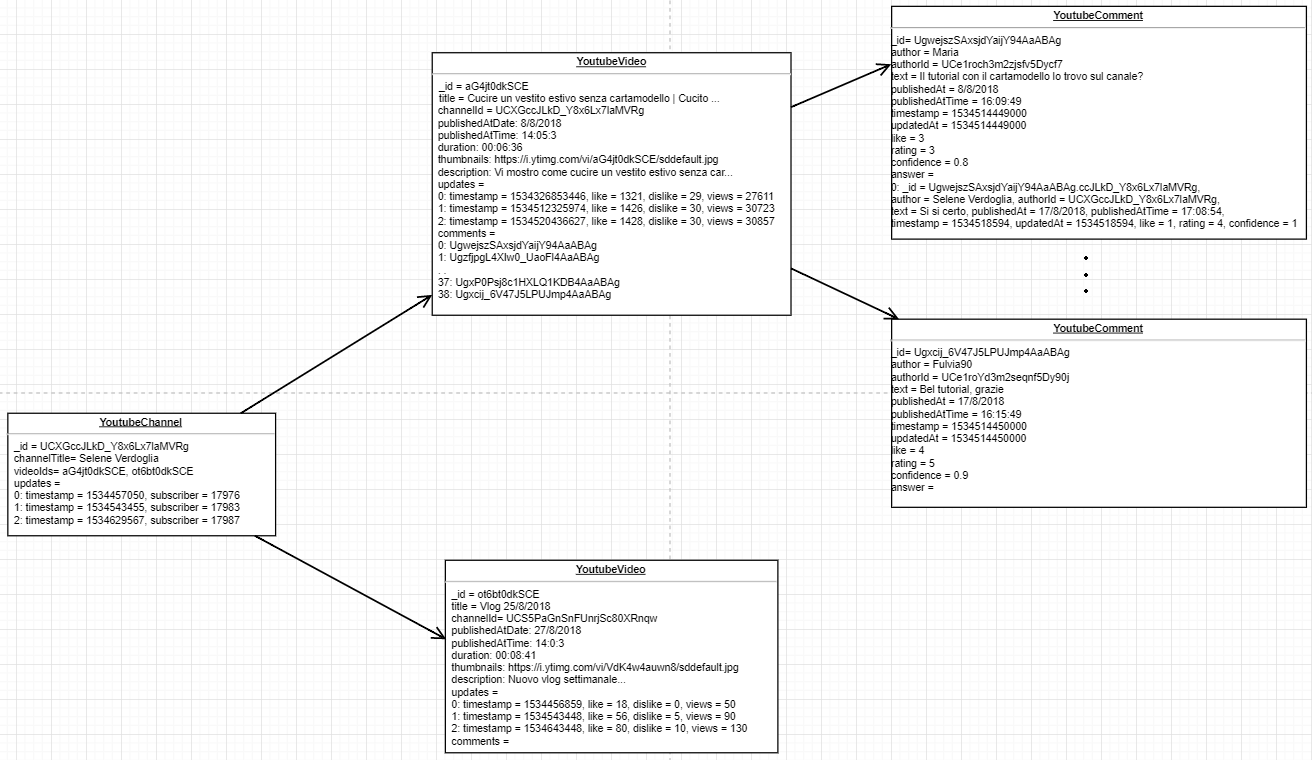 YoutubeChannel
_id = UCXGccJLkD_Y8x6Lx7laMVRg
channelTitle= Selene Verdoglia
videoIds= aG4jt0dkSCE, ot6bt0dkSCE
updates =
0: timestamp = 1534457050, subscriber = 17976
1: timestamp = 1534543455, subscriber = 17983
2: timestamp = 1534629567, subscriber = 17987
YoutubeVideo
_id = aG4jt0dkSCE
title = Cucire un vestito estivo senza cartamodello | Cucito ...
channelId = UCXGccJLkD_Y8x6Lx7laMVRg
publishedAtDate: 8/8/2018
publishedAtTime: 14:05:3
duration: 00:06:36
thumbnails: https://i.ytimg.com/vi/aG4jt0dkSCE/sddefault.jpg
description: Vi mostro come cucire un vestito estivo senza car...
updates =
0: timestamp = 1534326853446, like = 1321, dislike = 29, views = 27611
1: timestamp = 1534512325974, like = 1426, dislike = 30, views = 30723
2: timestamp = 1534520436627, like = 1428, dislike = 30, views = 30857
comments =
0: UgwejszSAxsjdYaijY94AaABAg
1: UgzfjpgL4XIw0_UaoFl4AaABAg
. .
37: UgxP0Psj8c1HXLQ1KDB4AaABAg
38: Ugxcij_6V47J5LPUJmp4AaABAg
YoutubeVideo
_id = ot6bt0dkSCE
title = Vlog 25/8/2018
channelId= UCS5PaGnSnFUnrjSc80XRnqw
publishedAtDate: 27/8/2018
publishedAtTime: 14:0:3
duration: 00:08:41
thumbnails: https://i.ytimg.com/vi/VdK4w4auwn8/sddefault.jpg
description: Nuovo vlog settimanale...
updates =
0: timestamp = 1534456859, like = 18, dislike = 0, views = 50
1: timestamp = 1534543448, like = 56, dislike = 5, views = 90
2: timestamp = 1534643448, like = 80, dislike = 10, views = 130
comments =
YoutubeComment
_id= UgwejszSAxsjdYaijY94AaABAg
author = Maria
authorId = UCe1roch3m2zjsfv5Dycf7
text = Il tutorial con il cartamodello lo trovo sul canale?
publishedAt = 8/8/2018
publishedAtTime = 16:09:49
timestamp = 1534514449000
updatedAt = 1534514449000
like = 3
rating = 3
confidence = 0.8
answer =
0: _id = UgwejszSAxsjdYaijY94AaABAg.ccJLkD_Y8x6Lx7laMVRg,
author = Selene Verdoglia, authorId = UCXGccJLkD_Y8x6Lx7laMVRg,
text = Si si certo, publishedAt = 17/8/2018, publishedAtTime = 17:08:54,
timestamp = 1534518594, updatedAt = 1534518594, like = 1, rating = 4, confidence = 1
YoutubeComment
_id= Ugxcij_6V47J5LPUJmp4AaABAg
author = Fulvia90
authorId = UCe1roYd3m2seqnf5Dy90j
text = Bel tutorial, grazie
publishedAt = 17/8/2018
publishedAtTime = 16:15:49
timestamp = 1534514450000
updatedAt = 1534514450000
like = 4
rating = 5
confidence = 0.9
answer =